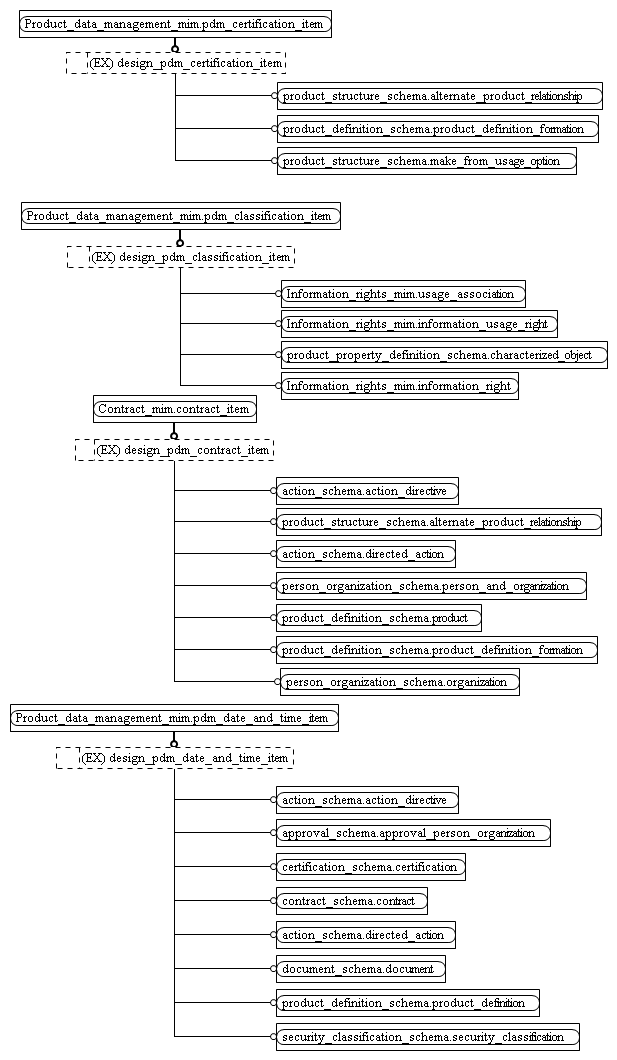 Product_data_management_mim.pdm_certification_item
(EX) design_pdm_certification_item
product_structure_schema.alternate_product_relationship
product_definition_schema.product_definition_formation
product_structure_schema.make_from_usage_option
Product_data_management_mim.pdm_classification_item
(EX) design_pdm_classification_item
Information_rights_mim.usage_association
Information_rights_mim.information_usage_right
product_property_definition_schema.characterized_object
Information_rights_mim.information_right
Contract_mim.contract_item
(EX) design_pdm_contract_item
action_schema.action_directive
product_structure_schema.alternate_product_relationship
action_schema.directed_action
person_organization_schema.person_and_organization
product_definition_schema.product
product_definition_schema.product_definition_formation
person_organization_schema.organization
Product_data_management_mim.pdm_date_and_time_item
(EX) design_pdm_date_and_time_item
action_schema.action_directive
approval_schema.approval_person_organization
certification_schema.certification
contract_schema.contract
action_schema.directed_action
document_schema.document
product_definition_schema.product_definition
security_classification_schema.security_classification